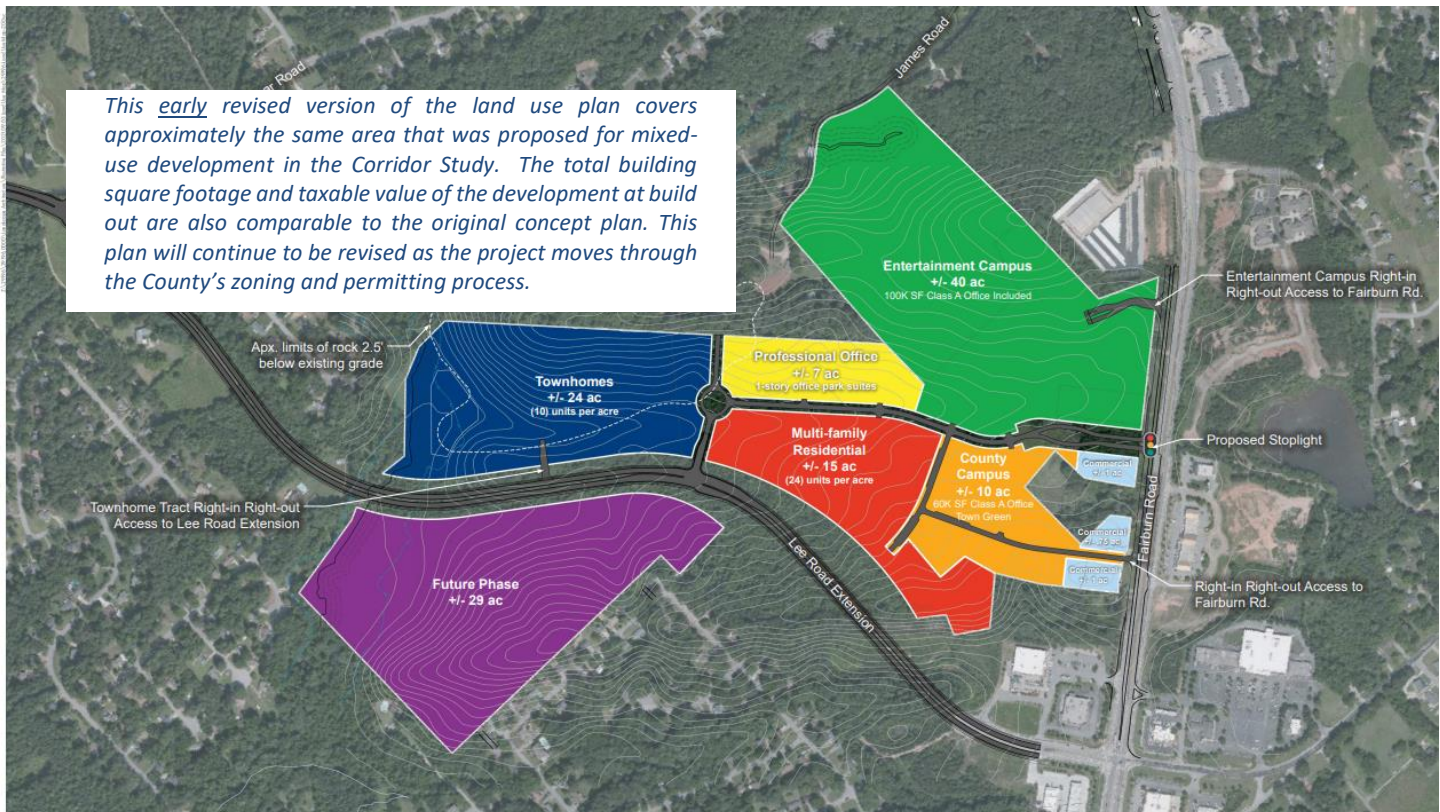 This early revised version of the land use plan covers
approximately the same area that was proposed for mixed-
use development in the Corridor Study. The total building
square footage and taxable value of the development at build
out are also comparable to the original concept plan. This
plan will continue to be revised as the project moves through
the County's zoning and permitting process.
Road
James Road
Entertainment Campus
+/- 40 ac
100K SF Class A Office Included
Entertainment Campus Right-in
Right-out Access to Fairburn Rd.
Apx. limits of rock 2.5'
below existing grade
Townhomes
+/- 24 ac
(10) units per acre
Professional Office
+/- 7 ac
1-story office park suites
Multi-family
Residential
+/- 15 ac
(24) units per acre
County
Campus
+/- 10 ac
60K SF Class A Office
Town Green
Commercial
+/- 1 ac
Proposed Stoplight
Commercial
+/- .75 ac
Commercial
+/- 1 ac
Fairburn Road
Right-in Right-out Access to
Fairburn Rd.
Townhome Tract Right-in Right-out
Access to Lee Road Extension
Future Phase
+/- 29 ac
Lee Road Extension